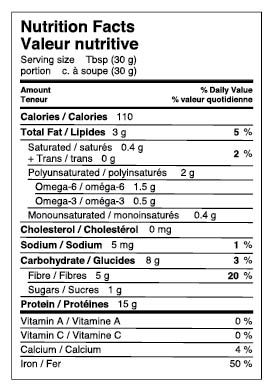 Nutrition Facts
Valeur nutritive
Serving size Tbsp (30 g)
portion c. à soupe (30 g)
Amount % Daily Value
Teneur % valeur quotidienne
Calories / Calories 110
Total Fat / Lipides 3 g 5 %
Saturated / saturés 0.4 g
+ Trans / trans 0 g 2 %
Polyunsaturated / polyinsaturés 2 g
Omega-6 / oméga-6 1.5 g
Omega-3 / oméga-3 0.5 g
Monounsaturated / monoinsaturés 0.4 g
Cholesterol / Cholestérol 0 mg
Sodium / Sodium 5 mg 1 %
Carbohydrate / Glucides 8 g 3 %
Fibre / Fibres 5 g 20 %
Sugars / Sucres 1 g
Protein / Protéines 15 g
Vitamin A / Vitamine A 0 %
Vitamin C / Vitamine C 0 %
Calcium / Calcium 4 %
Iron / Fer 50 %